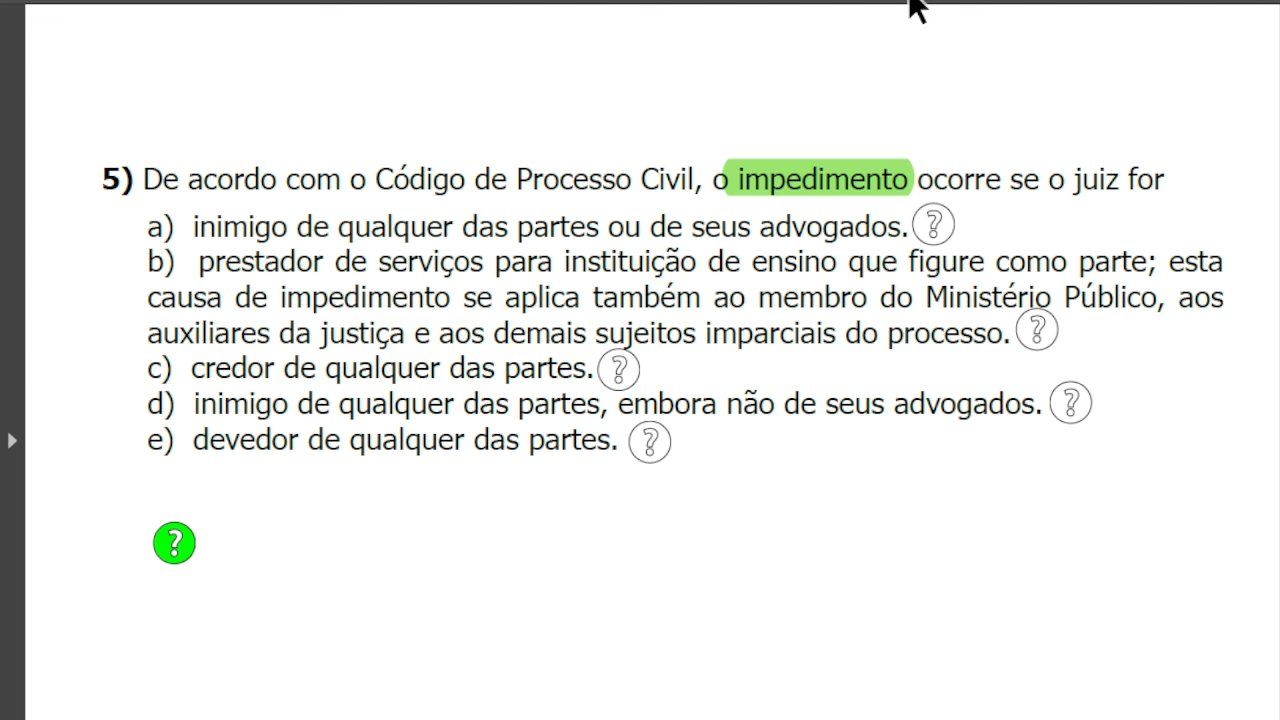 5) De acordo com o Código de Processo Civil, o impedimento ocorre se o juiz for
a) inimigo de qualquer das partes ou de seus advogados. ?
b) prestador de serviços para instituição de ensino que figure como parte; esta
causa de impedimento se aplica também ao membro do Ministério Público, aos
auxiliares da justiça e aos demais sujeitos imparciais do processo. ?
c) credor de qualquer das partes. ?
d) inimigo de qualquer das partes, embora não de seus advogados. ?
e) devedor de qualquer das partes. ?
?